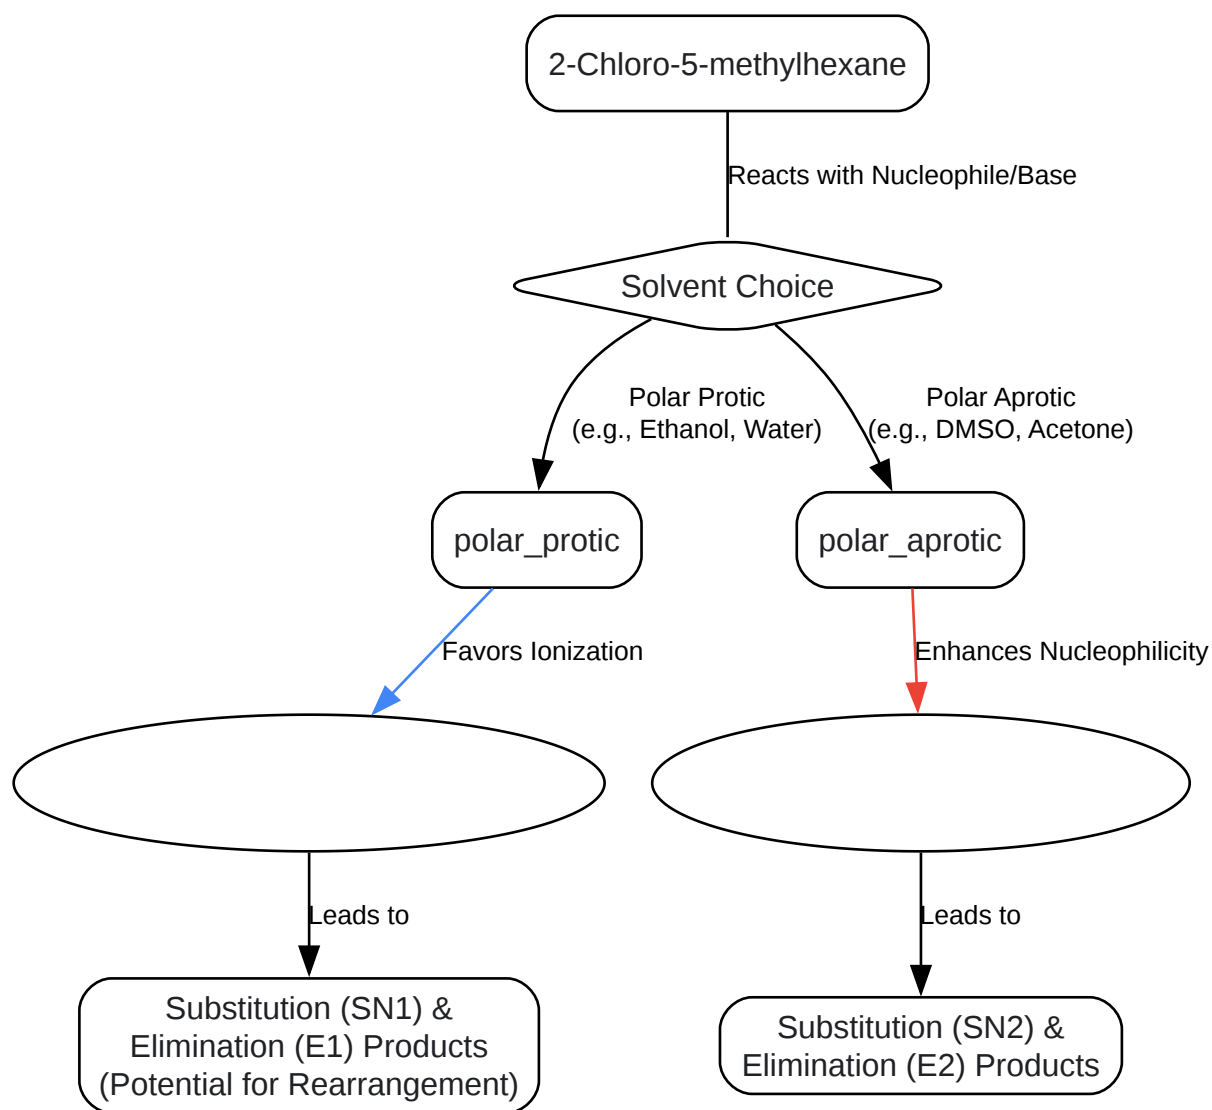 2-Chloro-5-methylhexane
Reacts with Nucleophile/Base
Solvent Choice
Polar Protic
(e.g., Ethanol, Water)
Polar Aprotic
(e.g., DMSO, Acetone)
polar_protic
polar_aprotic
Favors Ionization
Enhances Nucleophilicity
Leads to
Leads to
Substitution (SN1) &
Elimination (E1) Products
(Potential for Rearrangement)
Substitution (SN2) &
Elimination (E2) Products